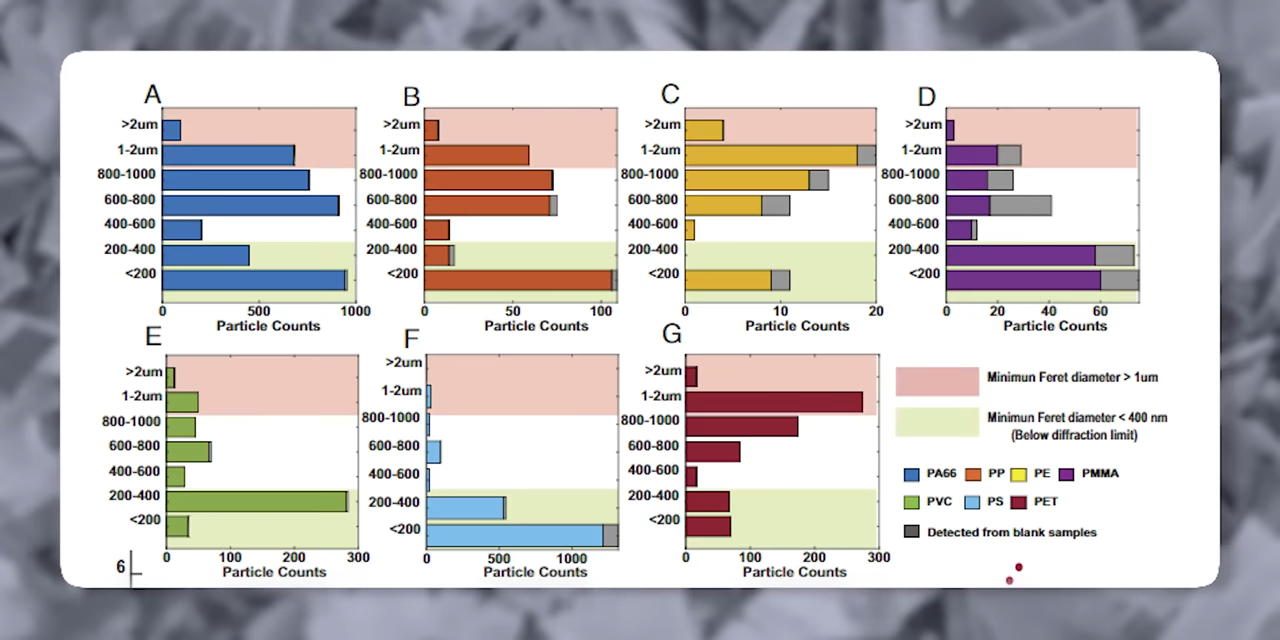 A
>2um
1-2um
800-1000
600-800
400-600
200-400
<200
0 500 1000
Particle Counts
B
>2um
1-2um
800-1000
600-800
400-600
200-400
<200
0 50 100
Particle Counts
C
>2um
1-2um
800-1000
600-800
400-600
200-400
<200
0 10 20
Particle Counts
D
>2um
1-2um
800-1000
600-800
400-600
200-400
<200
0 20 40 60
Particle Counts
E
>2um
1-2um
800-1000
600-800
400-600
200-400
<200
0 100 200 300
Particle Counts
F
>2um
1-2um
800-1000
600-800
400-600
200-400
<200
0 500 1000
Particle Counts
G
>2um
1-2um
800-1000
600-800
400-600
200-400
<200
0 100 200 300
Particle Counts
Minimun Feret diameter > 1um
Minimun Feret diameter < 400 nm
(Below diffraction limit)
PA66 PP PE PMMA
PVC PS PET
Detected from blank samples
6